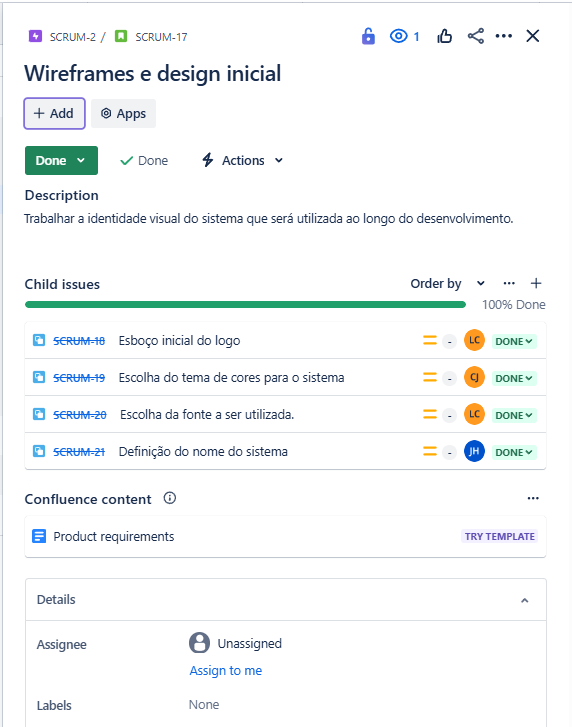 SCRUM-2 / SCRUM-17 1
Wireframes e design inicial
+ Add Apps
Done Done Actions
Description
Trabalhar a identidade visual do sistema que será utilizada ao longo do desenvolvimento.
Child issues Order by
100% Done
SCRUM-18 Esboço inicial do logo - LC DONE
SCRUM-19 Escolha do tema de cores para o sistema - CJ DONE
SCRUM-20 Escolha da fonte a ser utilizada. - LC DONE
SCRUM-21 Definição do nome do sistema - JH DONE
Confluence content
Product requirements TRY TEMPLATE
Details
Assignee Unassigned
Assign to me
Labels None